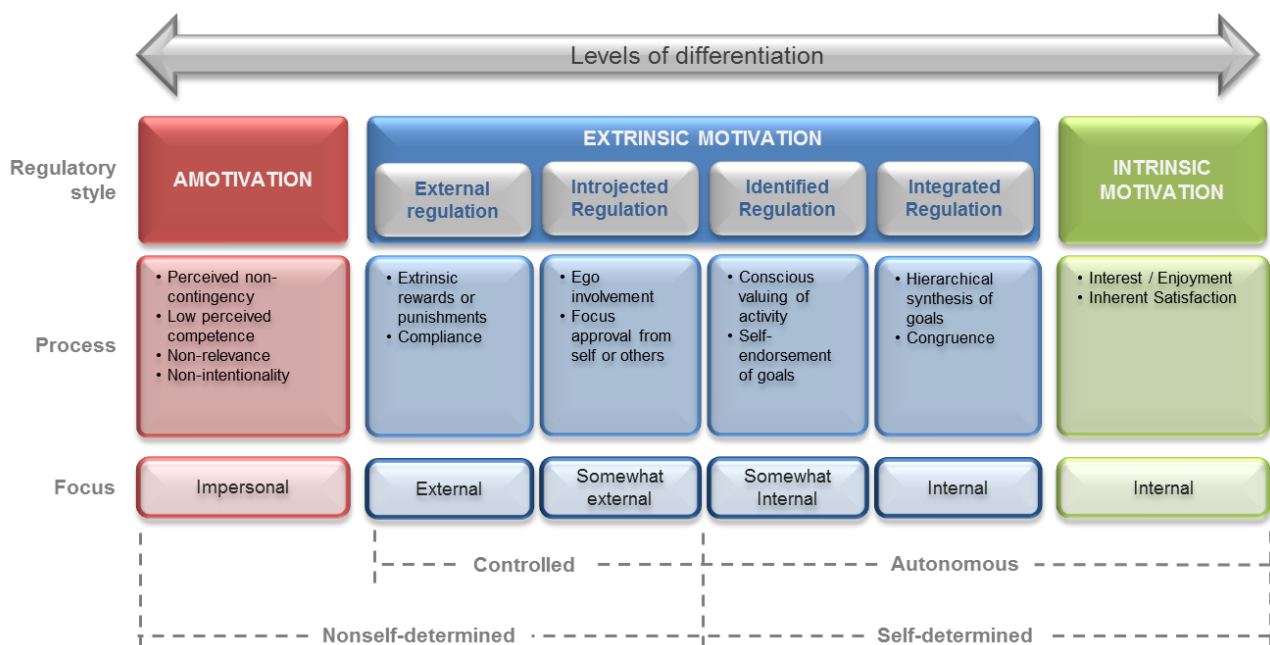 Levels of differentiation
Regulatory
style
AMOTIVATION
EXTRINSIC MOTIVATION
External
regulation
Introjected
Regulation
Identified
Regulation
Integrated
Regulation
INTRINSIC
MOTIVATION
Process
• Perceived non-
contingency
• Low perceived
competence
• Non-relevance
• Non-intentionality
• Extrinsic
rewards or
punishments
• Compliance
• Ego
involvement
• Focus
approval from
self or others
• Conscious
valuing of
activity
• Self-
endorsement
of goals
• Hierarchical
synthesis of
goals
• Congruence
• Interest / Enjoyment
• Inherent Satisfaction
Focus
Impersonal
External
Somewhat
external
Somewhat
Internal
Internal
Internal
Controlled
Autonomous
Nonself-determined
Self-determined